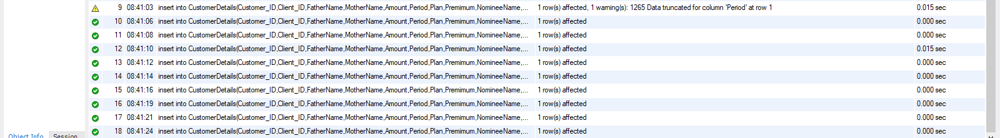 9 08:41:03 insert into CustomerDetails(Customer_ID,Client_ID,FatherName,MotherName,Amount,Period,Plan,Premimum,NomineeName,... 1 row(s) affected, 1 warning(s): 1265 Data truncated for column 'Period' at row 1 0.015 sec
10 08:41:06 insert into CustomerDetails(Customer_ID,Client_ID,FatherName,MotherName,Amount,Period,Plan,Premimum,NomineeName,... 1 row(s) affected 0.000 sec
11 08:41:08 insert into CustomerDetails(Customer_ID,Client_ID,FatherName,MotherName,Amount,Period,Plan,Premimum,NomineeName,... 1 row(s) affected 0.000 sec
12 08:41:10 insert into CustomerDetails(Customer_ID,Client_ID,FatherName,MotherName,Amount,Period,Plan,Premimum,NomineeName,... 1 row(s) affected 0.015 sec
13 08:41:12 insert into CustomerDetails(Customer_ID,Client_ID,FatherName,MotherName,Amount,Period,Plan,Premimum,NomineeName,... 1 row(s) affected 0.000 sec
14 08:41:14 insert into CustomerDetails(Customer_ID,Client_ID,FatherName,MotherName,Amount,Period,Plan,Premimum,NomineeName,... 1 row(s) affected 0.000 sec
15 08:41:16 insert into CustomerDetails(Customer_ID,Client_ID,FatherName,MotherName,Amount,Period,Plan,Premimum,NomineeName,... 1 row(s) affected 0.000 sec
16 08:41:19 insert into CustomerDetails(Customer_ID,Client_ID,FatherName,MotherName,Amount,Period,Plan,Premimum,NomineeName,... 1 row(s) affected 0.000 sec
17 08:41:21 insert into CustomerDetails(Customer_ID,Client_ID,FatherName,MotherName,Amount,Period,Plan,Premimum,NomineeName,... 1 row(s) affected 0.000 sec
18 08:41:24 insert into CustomerDetails(Customer_ID,Client_ID,FatherName,MotherName,Amount,Period,Plan,Premimum,NomineeName,... 1 row(s) affected 0.000 sec
Object Info Session